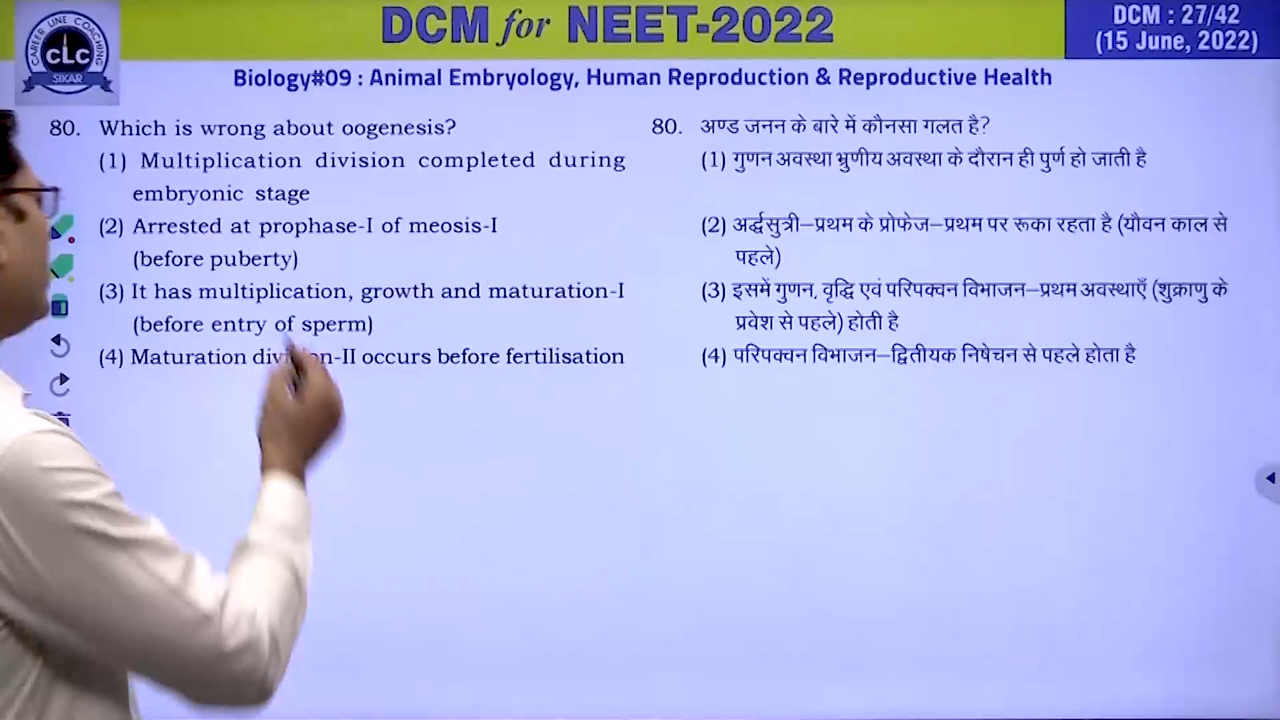 DCM for NEET-2022
DCM : 27/42
(15 June, 2022)
CAREER LINE COACHING
CLC
SIKAR
Biology#09 : Animal Embryology, Human Reproduction & Reproductive Health
80. Which is wrong about oogenesis?
(1) Multiplication division completed during
embryonic stage
(2) Arrested at prophase-I of meosis-I
(before puberty)
(3) It has multiplication, growth and maturation-I
(before entry of sperm)
(4) Maturation division-II occurs before fertilisation
80. अण्ड जनन के बारे में कौनसा गलत है?
(1) गुणन अवस्था भ्रुणीय अवस्था के दौरान ही पुर्ण हो जाती है
(2) अर्द्धसुत्री–प्रथम के प्रोफेज–प्रथम पर रूका रहता है (यौवन काल से
पहले)
(3) इसमें गुणन, वृद्धि एवं परिपक्वन विभाजन–प्रथम अवस्थाएँ (शुक्राणु के
प्रवेश से पहले) होती है
(4) परिपक्वन विभाजन–द्वितीयक निषेचन से पहले होता है